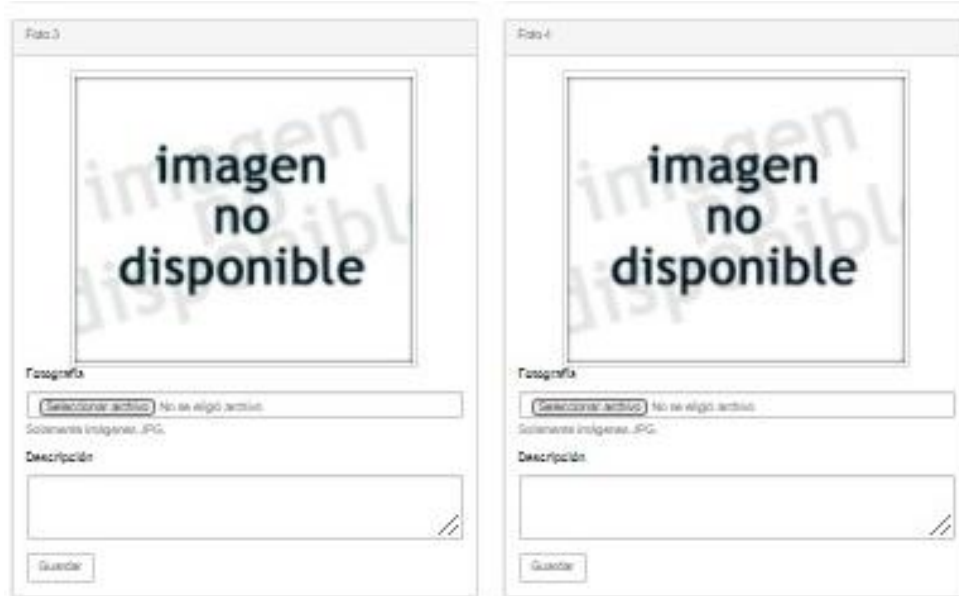 Foto 3
imagen
no
disponible
Fotografía
Seleccionar archivo No se eligió archivo
Solamente imágenes JPG.
Descripción
Guardar
Foto 4
imagen
no
disponible
Fotografía
Seleccionar archivo No se eligió archivo
Solamente imágenes JPG.
Descripción
Guardar